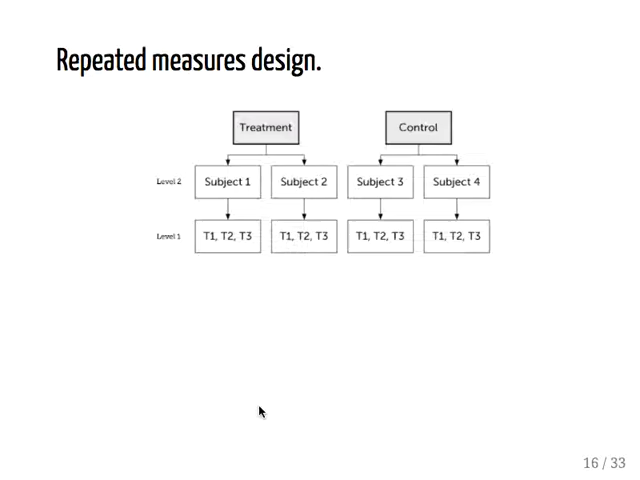 Repeated measures design.
Treatment Control
Level 2 Subject 1 Subject 2 Subject 3 Subject 4
Level 1 T1, T2, T3 T1, T2, T3 T1, T2, T3 T1, T2, T3
16 / 33